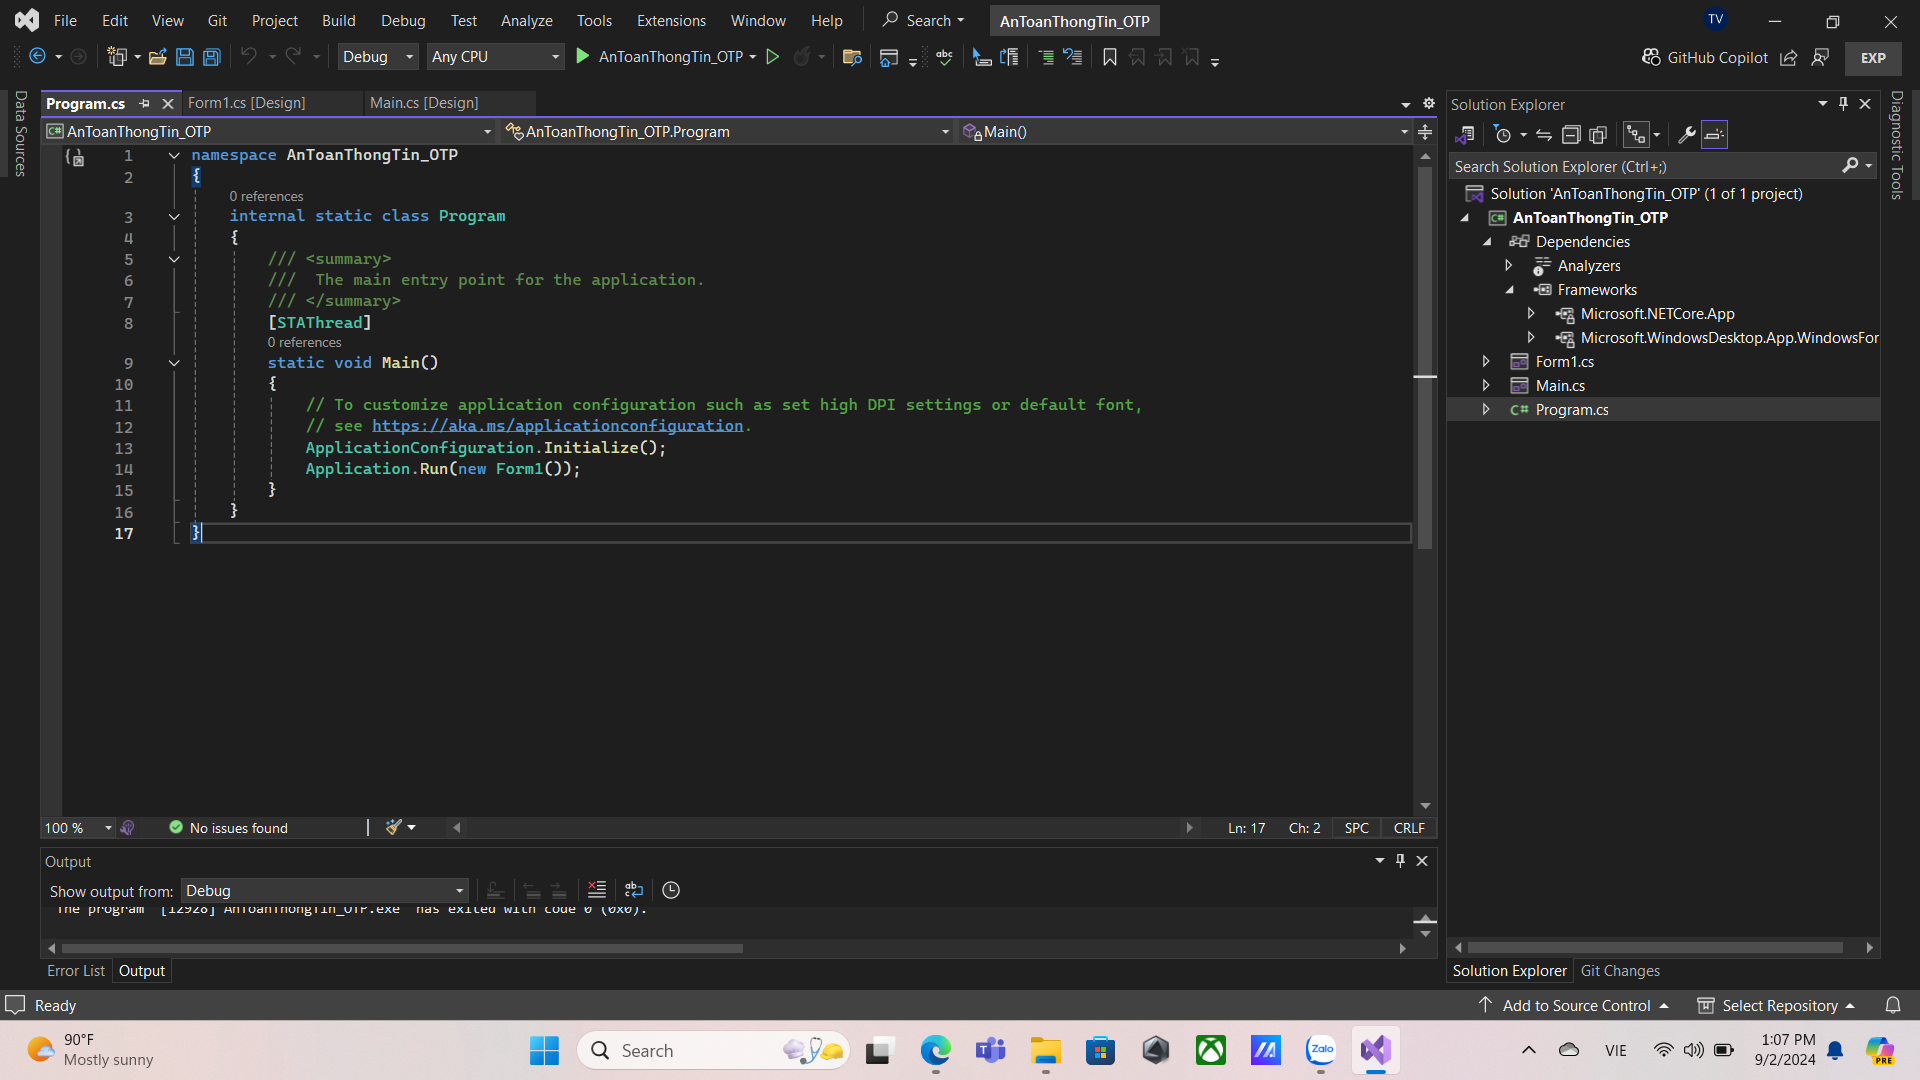 File Edit View Git Project Build Debug Test Analyze Tools Extensions Window Help Search AnToanThongTin_OTP TV
Debug Any CPU AnToanThongTin_OTP GitHub Copilot EXP
Data Sources
Program.cs Form1.cs [Design] Main.cs [Design]
AnToanThongTin_OTP AnToanThongTin_OTP.Program Main()
1 namespace AnToanThongTin_OTP
2 {
0 references
3 internal static class Program
4 {
5 /// <summary>
6 /// The main entry point for the application.
7 /// </summary>
8 [STAThread]
0 references
9 static void Main()
10 {
11 // To customize application configuration such as set high DPI settings or default font,
12 // see https://aka.ms/applicationconfiguration.
13 ApplicationConfiguration.Initialize();
14 Application.Run(new Form1());
15 }
16 }
17 }
100 % No issues found Ln: 17 Ch: 2 SPC CRLF
Output
Show output from: Debug
The program '[12928] AnToanThongTin_OTP.exe' has exited with code 0 (0x0).
Error List Output
Solution Explorer
Search Solution Explorer (Ctrl+;)
Solution 'AnToanThongTin_OTP' (1 of 1 project)
AnToanThongTin_OTP
Dependencies
Analyzers
Frameworks
Microsoft.NETCore.App
Microsoft.WindowsDesktop.App.WindowsFor
Form1.cs
Main.cs
C# Program.cs
Solution Explorer Git Changes
Diagnostic Tools
Ready Add to Source Control Select Repository
90°F
Mostly sunny
Search
Zalo
VIE
1:07 PM
9/2/2024
PRE